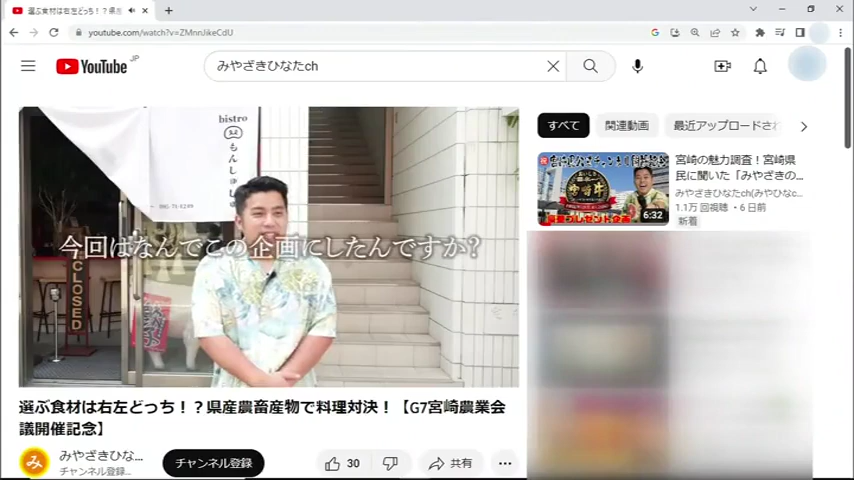 選ぶ食材は右左どっち！？県
youtube.com/watch?v=ZMnnJikeCdU
YouTube JP
みやざきひなたch
bistro
もんしゅしゅ
CLOSED
今回はなんでこの企画にしたんですか？
選ぶ食材は右左どっち！？県産農畜産物で料理対決！【G7宮崎農業会
議開催記念】
みやざきひな...
チャンネル登録...
チャンネル登録
30
共有
すべて
関連動画
最近アップロードされ
宮崎牛
6:32
宮崎の魅力調査！宮崎県
民に聞いた「みやざきの...
みやざきひなたch(みやひなc...
1.1万 回視聴 ・6 日前
新着